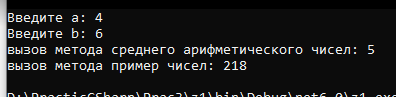 Введите a: 4
Введите b: 6
вызов метода среднего арифметического чисел: 5
вызов метода пример чисел: 218